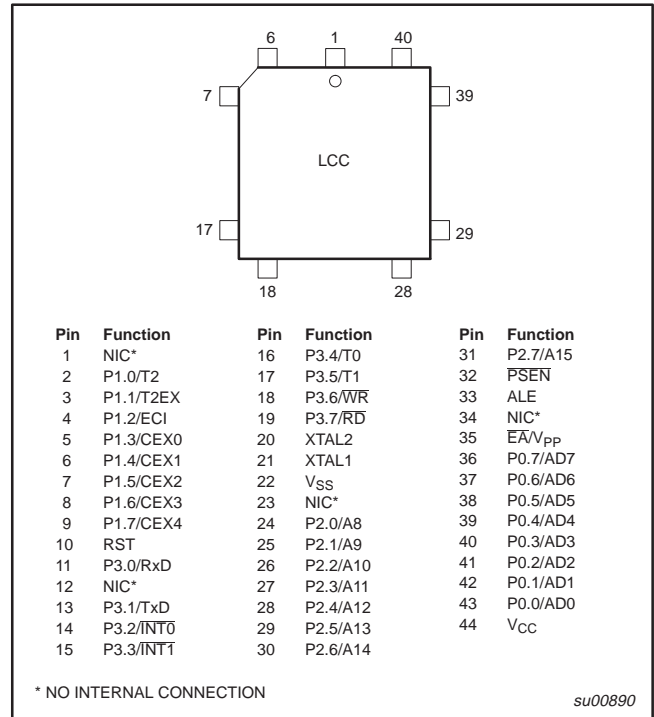 6 1 40
7 39
LCC
17 29
18 28
Pin Function Pin Function Pin Function
1 NIC* 16 P3.4/T0 31 P2.7/A15
2 P1.0/T2 17 P3.5/T1 32 PSEN
3 P1.1/T2EX 18 P3.6/WR 33 ALE
4 P1.2/ECI 19 P3.7/RD 34 NIC*
5 P1.3/CEX0 20 XTAL2 35 EA/VPP
6 P1.4/CEX1 21 XTAL1 36 P0.7/AD7
7 P1.5/CEX2 22 VSS 37 P0.6/AD6
8 P1.6/CEX3 23 NIC* 38 P0.5/AD5
9 P1.7/CEX4 24 P2.0/A8 39 P0.4/AD4
10 RST 25 P2.1/A9 40 P0.3/AD3
11 P3.0/RxD 26 P2.2/A10 41 P0.2/AD2
12 NIC* 27 P2.3/A11 42 P0.1/AD1
13 P3.1/TxD 28 P2.4/A12 43 P0.0/AD0
14 P3.2/INT0 29 P2.5/A13 44 VCC
15 P3.3/INT1 30 P2.6/A14
* NO INTERNAL CONNECTION
su00890